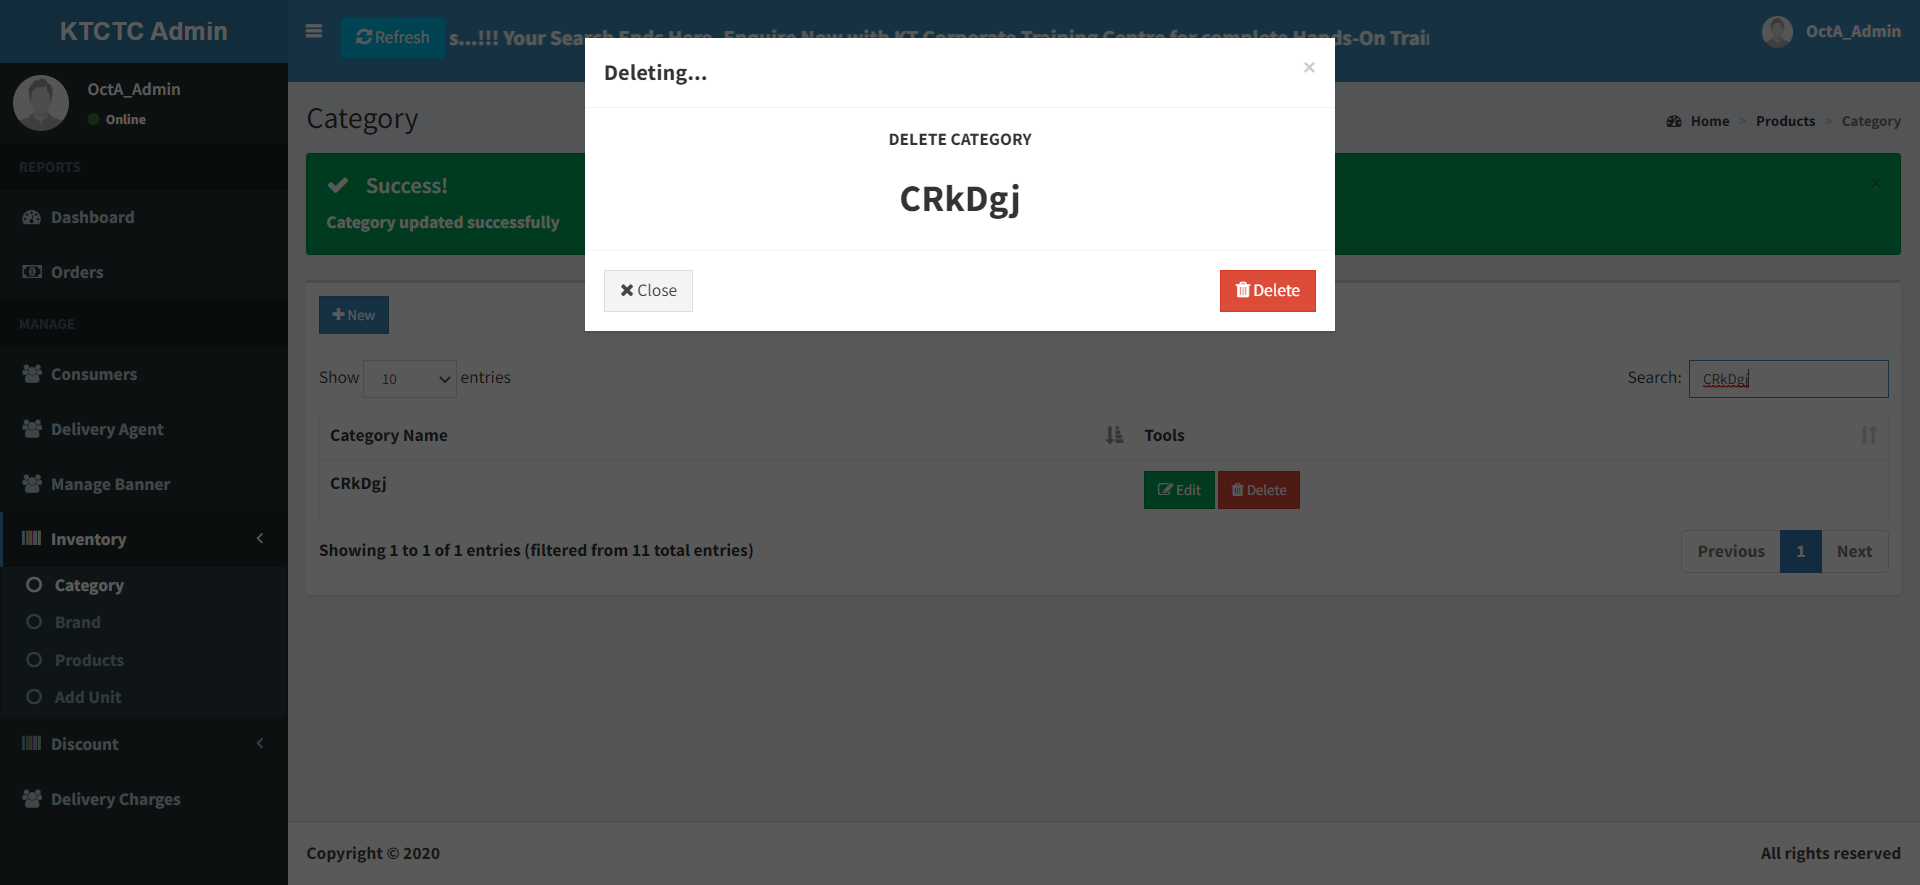 KTCTC Admin
Refresh
s...!!! Your Search Ends Here, Enquire Now with KT Corporate Training Centre for complete Hands-On Trai
OctA_Admin
OctA_Admin
Online
REPORTS
Dashboard
Orders
MANAGE
Consumers
Delivery Agent
Manage Banner
Inventory
Category
Brand
Products
Add Unit
Discount
Delivery Charges
Deleting...
×
DELETE CATEGORY
CRkDgj
Close
Delete
Category
Home > Products > Category
Success!
×
Category updated successfully
New
Show 10 entries
Search: CRkDgj
Category Name Tools
CRkDgj Edit Delete
Showing 1 to 1 of 1 entries (filtered from 11 total entries)
Previous 1 Next
Copyright © 2020
All rights reserved